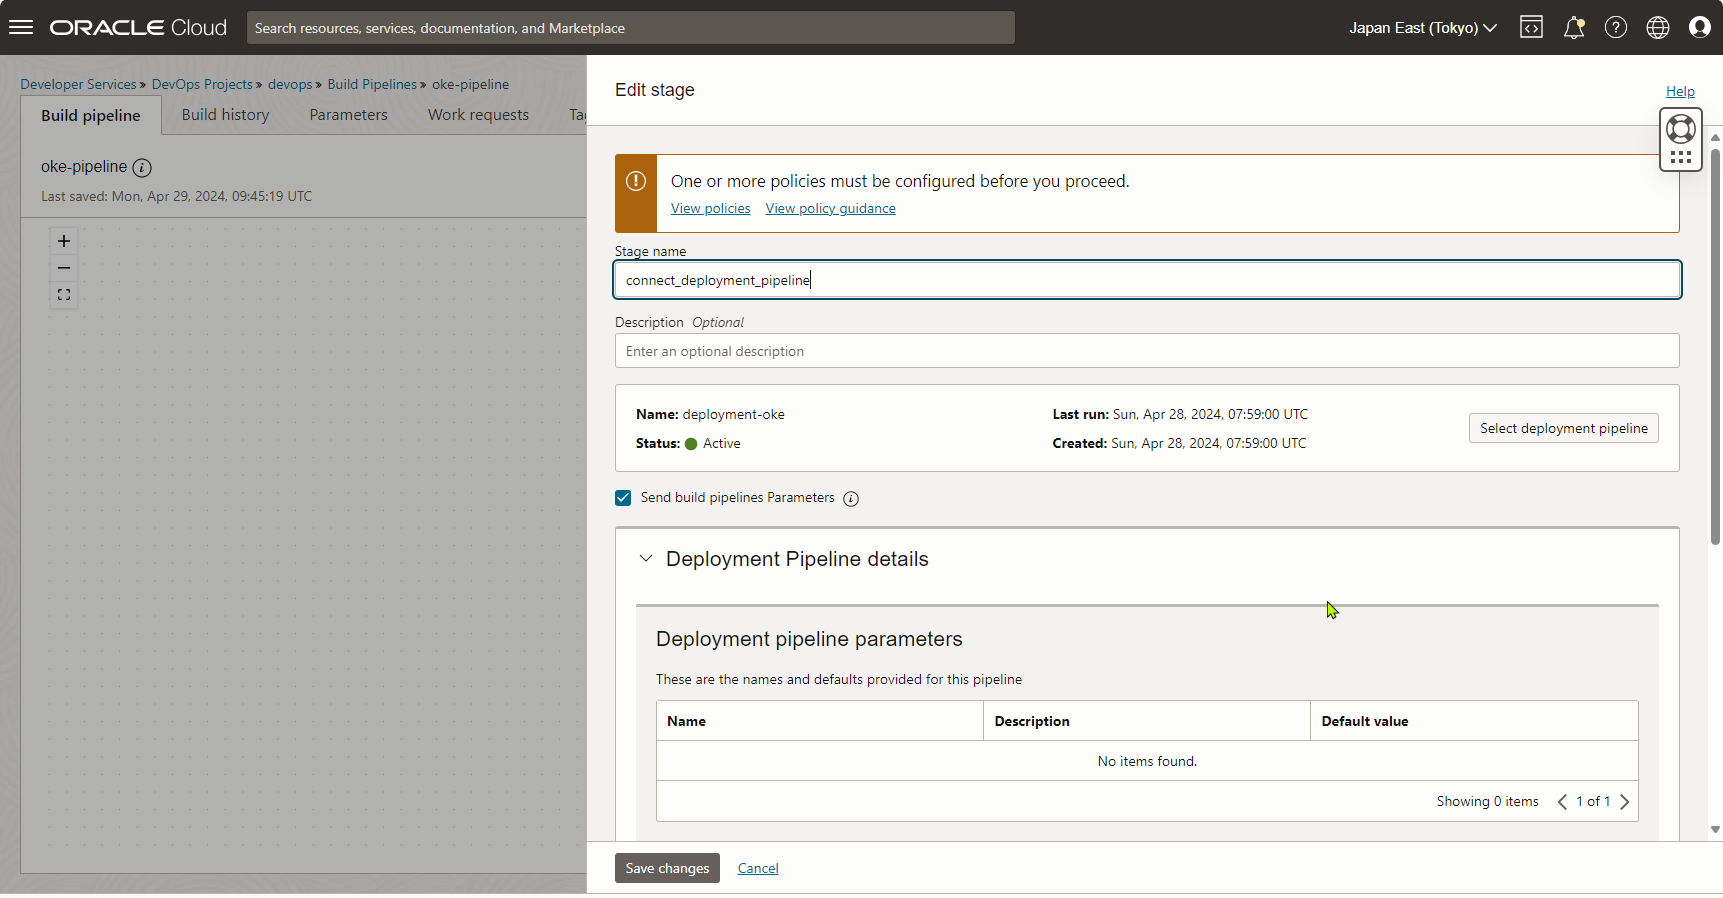 ORACLE Cloud
Search resources, services, documentation, and Marketplace
Japan East (Tokyo)
Developer Services » DevOps Projects » devops » Build Pipelines » oke-pipeline
Build pipeline
Build history
Parameters
Work requests
Ta
oke-pipeline
Last saved: Mon, Apr 29, 2024, 09:45:19 UTC
Edit stage
Help
One or more policies must be configured before you proceed.
View policies View policy guidance
Stage name
connect_deployment_pipeline
Description Optional
Enter an optional description
Name: deployment-oke
Status: Active
Last run: Sun, Apr 28, 2024, 07:59:00 UTC
Created: Sun, Apr 28, 2024, 07:59:00 UTC
Select deployment pipeline
Send build pipelines Parameters
Deployment Pipeline details
Deployment pipeline parameters
These are the names and defaults provided for this pipeline
Name Description Default value
No items found.
Showing 0 items 1 of 1
Save changes Cancel